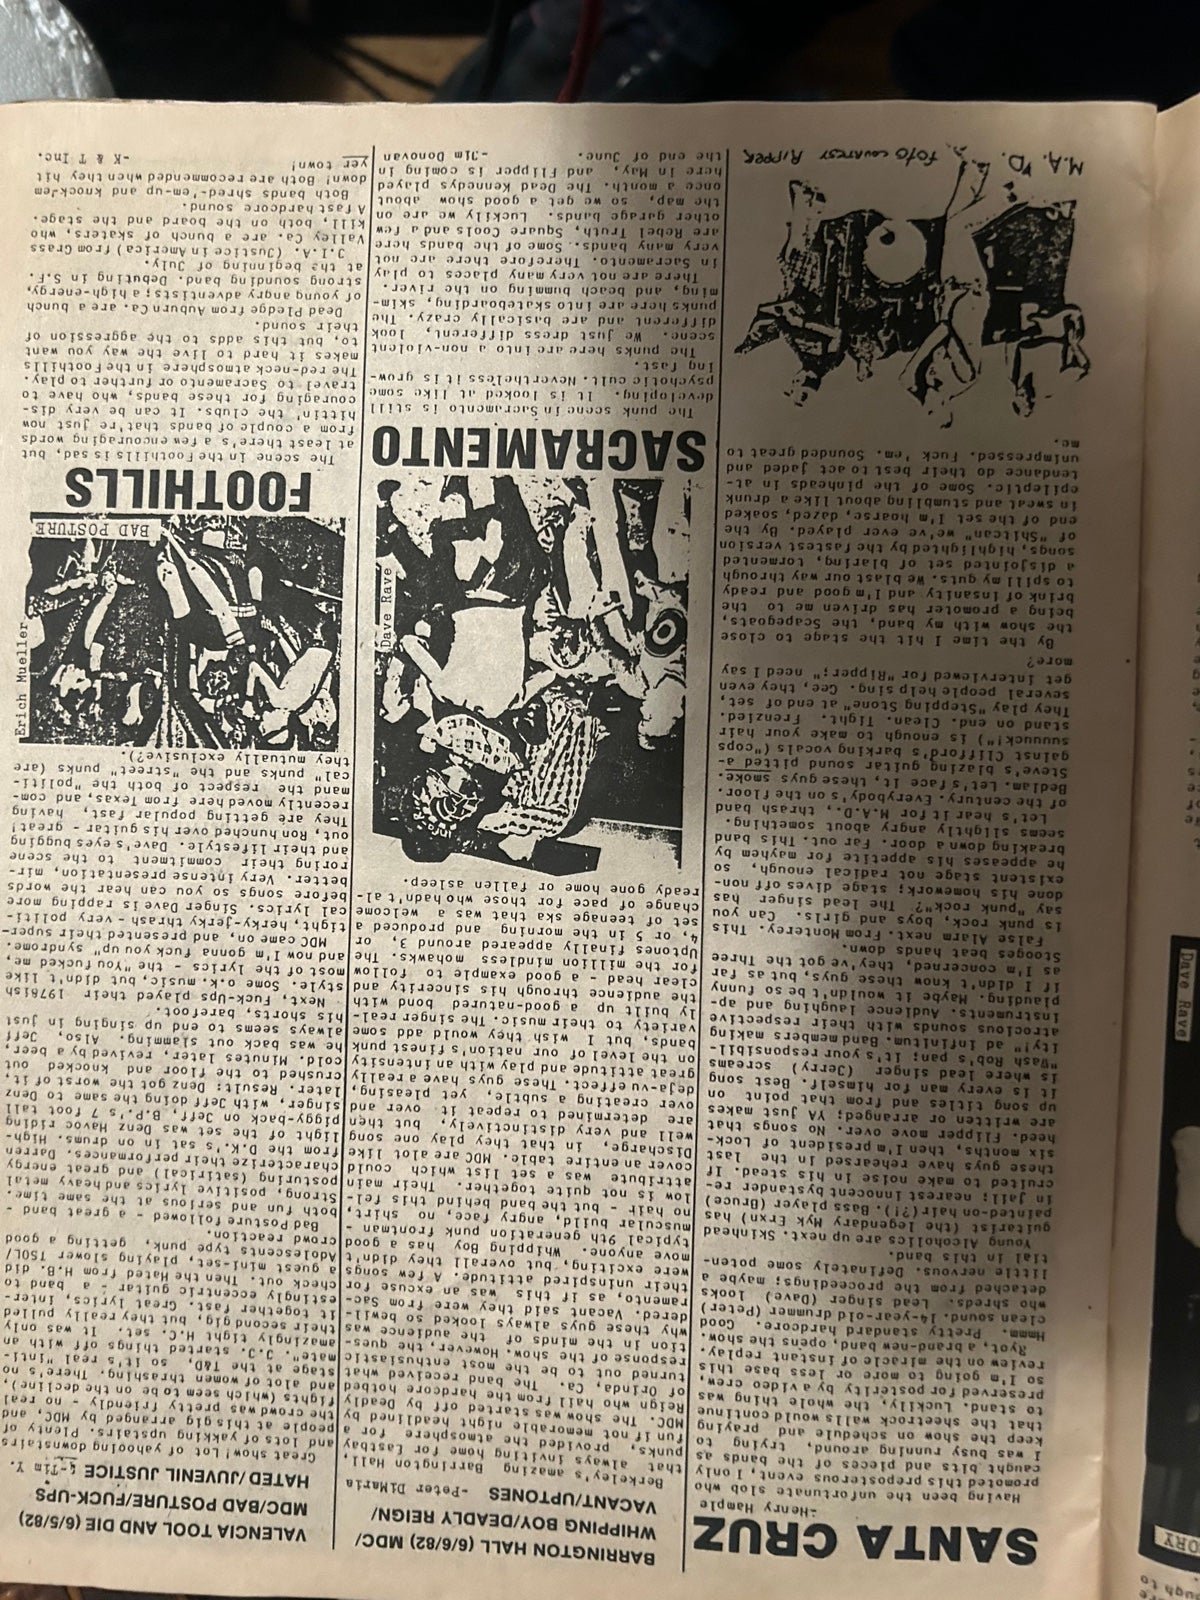 SANTA CRUZ
-Henry Hample
Having been the unfortunate slob who
promoted this preposterous event, I only
caught bits and pieces of the bands as
I was busy running around, trying to
keep the show on schedule and praying
that the sheetrock walls would continue
to stand. Luckily, the whole thing was
preserved for posterity by a video crew,
so I'm going to more or less base this
review on the miracle of instant replay.
Ryot, a brand-new band, opens the show.
Hmmm. Pretty standard hardcore. Good
clean sound. 14-year-old drummer (Peter)
who shreds. Lead singer (Dave) looks
detached from the proceedings; maybe a
little nervous. Definately some poten-
tial in this band.
Young Alcoholics are up next. Skinhead
guitarist (the legendary Myk Erxn) has
painted-on-hair(?!). Bass player (Bruce)
in jail; nearest innocent bystander re-
cruited to make noise in his stead. If
these guys have rehearsed in the last
six months, then I'm president of Lock-
heed. Flipper move over. No songs that
are written or arranged; YA just makes
up song titles and from that point on
it is every man for himself. Best song
is where lead singer (Jerry) screams
"Wash Rob's pan; it's your responsibil-
ity!" ad infinitum. Band members making
atrocious sounds with their respective
instruments. Audience laughing and ap-
plauding. Maybe it wouldn't be so funny
if I didn't know these guys, but as far
as I'm concerned, they've got the Three
Stooges beat hands down.
False Alarm next. From Monterey. This
is punk rock, boys and girls. Can you
say "punk rock"? The lead singer has
done his homework; stage dives off non-
existent stage not radical enough, so
he appeases his appetite for mayhem by
breaking down a door. Far out. This band
seems slightly angry about something.
Let's hear it for M.A.D., thrash band
of the century. Everybody's on the floor.
Bedlam. Let's face it, these guys smoke.
Steve's blazing guitar sound pitted a-
gainst Clifford's barking vocals ("cops
suuuuck!") is enough to make your hair
stand on end. Clean. Tight. Frenzied.
They play "Stepping Stone" at end of set,
several people help sing. Gee, they even
get interviewed for "Ripper;" need I say
more?
By the time I hit the stage to close
the show with my band, the Scapegoats,
being a promoter has driven me to the
brink of insanity and I'm good and ready
to spill my guts. We blast our way through
a disjointed set of blaring, tormented
songs, highlighted by the fastest version
of "Shitcan" we've ever played. By the
end of the set I'm hoarse, dazed, soaked
in sweat and stumbling about like a drunk
epileptic. Some of the pinheads in at-
tendance do their best to act jaded and
unimpressed. Fuck 'em. Sounded great to
me.
M.A.D. FOTO COURTESY RIPPER
BARRINGTON HALL (6/6/82) MDC/
WHIPPING BOY/DEADLY REIGN/
VACANT/UPTONES -Peter DiMaria
Berkeley's amazing Barrington Hall,
that always inviting home for Eastbay
punks, provided the atmosphere for a
fun if not memorable night headlined by
MDC. The show was started off by Deadly
Reign who hail from the hardcore hotbed
of Orinda, Ca. The band received what
turned out to be the most enthusiastic
response of the show. However, the ques-
tion in the minds of the audience was
why these guys always looked so bewil-
dered. Vacant said they were from Sac-
ramento, as if this was an excuse for
their uninspired attitude. A few songs
were exciting, but overall they didn't
move anyone. Whipping Boy has a good
typical 9th generation punk frontman -
muscular build, angry face, no shirt,
no hair - but the band behind this fel-
low is not quite together. Their main
attribute was a set list which could
cover an entire table. MDC are alot like
Discharge, in that they play one song
well and very distinctively, but then
are determined to repeat it over and
over creating a subtle, yet pleasing,
deja-vu effect. These guys have a really
great attitude and play with an intensity
on the level of our nation's finest punk
bands, but I wish they would add some
variety to their music. The singer real-
ly built up a good-natured bond with
the audience through his sincerity and
clear head - a good example to follow
for the million mindless mohawks. The
Uptones finally appeared around 3, or
4, or 5 in the morning and produced a
set of teenage ska that was a welcome
change of pace for those who hadn't al-
ready gone home or fallen asleep.
Dave Rave
SACRAMENTO
The punk scene in Sacramento is still
developing. It is looked at like some
psychotic cult. Nevertheless it is grow-
ing fast.
The punks here are into a non-violent
scene. We just dress different, look
different and are basically crazy. The
punks here are into skateboarding, skim-
ming, and beach bumming on the river.
There are not very many places to play
in Sacramento. Therefore there are not
very many bands. Some of the bands here
are Rebel Truth, Square Cools and a few
other garage bands. Luckily we are on
the map, so we get a good show about
once a month. The Dead Kennedys played
here in May, and Flipper is coming in
the end of June. -Jim Donovan
VALENCIA TOOL AND DIE (6/5/82)
MDC/BAD POSTURE/FUCK-UPS
HATED/JUVENIL JUSTICE -Tim Y.
Great show! Lot of yahooing downstairs
and lots of yakking upstairs. Plenty of
people at this gig arranged by MDC, and
the crowd was pretty friendly - no real
fights (which seem to be on the decline),
and alot of women thrashing. There's no
stage at the T&D, so it's real "inti-
mate". J.J. started things off with an
amazingly tight H.C. set. It was only
their second gig, but they really pulled
it together fast. Great lyrics, inter-
estingly eccentric guitar - a band to
check out. Then the Hated from H.B. did
a guest mini-set, playing slower TSOL/
Adolescents type punk, getting a good
crowd reaction.
Bad Posture followed - a great band -
both fun and serious at the same time.
Strong, positive lyrics and heavy metal
posturing (satirical) and great energy
characterize their performances. Darren
from the D.K.'s sat in on drums. High-
light of the set was Denz Havoc riding
piggy-back on Jeff, B.P.'s 7 foot tall
singer, with Jeff doing the same to Denz
later. Result: Denz got the worst of it,
crushed to the floor and knocked out
cold. Minutes later, revived by a beer,
he was back out slamming. Also, Jeff
always seems to end up singing in just
his shorts, barefoot.
Next, Fuck-Ups played their 1978ish
style. Some o.k. music, but didn't like
most of the lyrics - the "You fucked me,
and now I'm gonna fuck you up" syndrome.
MDC came on, and presented their super-
tight, herky-jerky thrash - very politi-
cal lyrics. Singer Dave is rapping more
before songs so you can hear the words
better. Very intense presentation, mir-
roring their commitment to the scene
and their lifestyle. Dave's eyes bugging
out, Ron hunched over his guitar - great!
They are getting popular fast, having
recently moved here from Texas, and com-
mand the respect of both the "politi-
cal" punks and the "street" punks (are
they mutually exclusive?).
Erich Mueller
BAD POSTURE
FOOTHILLS
The scene in the Foothills is sad, but
at least there's a few encouraging words
from a couple of bands that're just now
hittin' the clubs. It can be very dis-
couraging for these bands, who have to
travel to Sacramento or further to play.
The red-neck atmosphere in the Foothills
makes it hard to live the way you want
to, but this adds to the aggression of
their sound.
Dead Pledge from Auburn Ca. are a bunch
of young angry adventists; a high-energy,
strong sounding band. Debuting in S.F.
at the beginning of July.
J.I.A. (Justice in America) from Grass
Valley Ca. are a bunch of skaters, who
kill, both on the board and the stage.
A fast hardcore sound.
Both bands shred-'em-up and knock'em
down! Both are recommended when they hit
yer town!
-K & T Inc.
Dave Rave
ORY